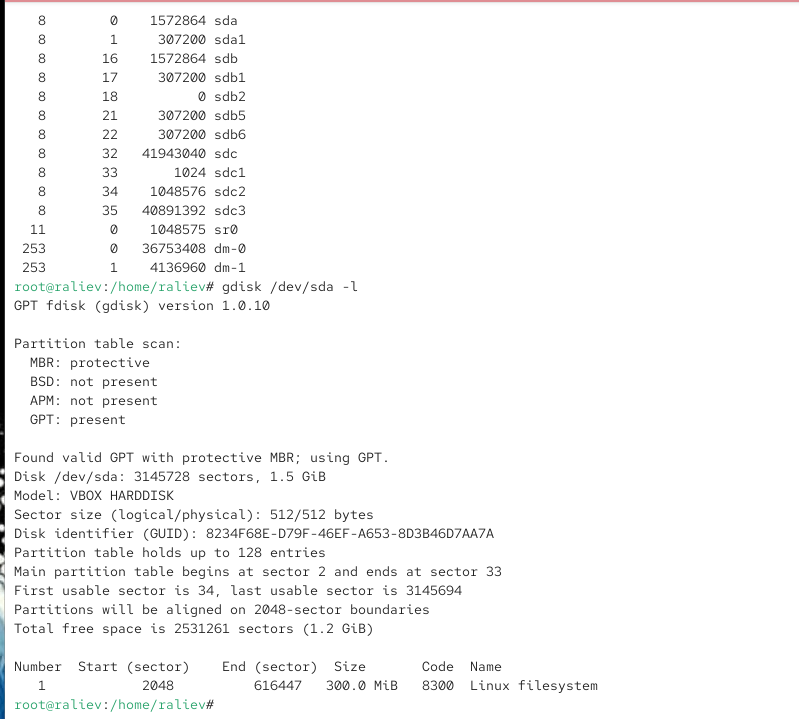 8 0 1572864 sda
8 1 307200 sda1
8 16 1572864 sdb
8 17 307200 sdb1
8 18 0 sdb2
8 21 307200 sdb5
8 22 307200 sdb6
8 32 41943040 sdc
8 33 1024 sdc1
8 34 1048576 sdc2
8 35 40891392 sdc3
11 0 1048575 sr0
253 0 36753408 dm-0
253 1 4136960 dm-1
root@raliev:/home/raliev# gdisk /dev/sda -l
GPT fdisk (gdisk) version 1.0.10

Partition table scan:
  MBR: protective
  BSD: not present
  APM: not present
  GPT: present

Found valid GPT with protective MBR; using GPT.
Disk /dev/sda: 3145728 sectors, 1.5 GiB
Model: VBOX HARDDISK
Sector size (logical/physical): 512/512 bytes
Disk identifier (GUID): 8234F68E-D79F-46EF-A653-8D3B46D7AA7A
Partition table holds up to 128 entries
Main partition table begins at sector 2 and ends at sector 33
First usable sector is 34, last usable sector is 3145694
Partitions will be aligned on 2048-sector boundaries
Total free space is 2531261 sectors (1.2 GiB)

Number  Start (sector)    End (sector)  Size       Code  Name
   1            2048          616447   300.0 MiB   8300  Linux filesystem
root@raliev:/home/raliev#